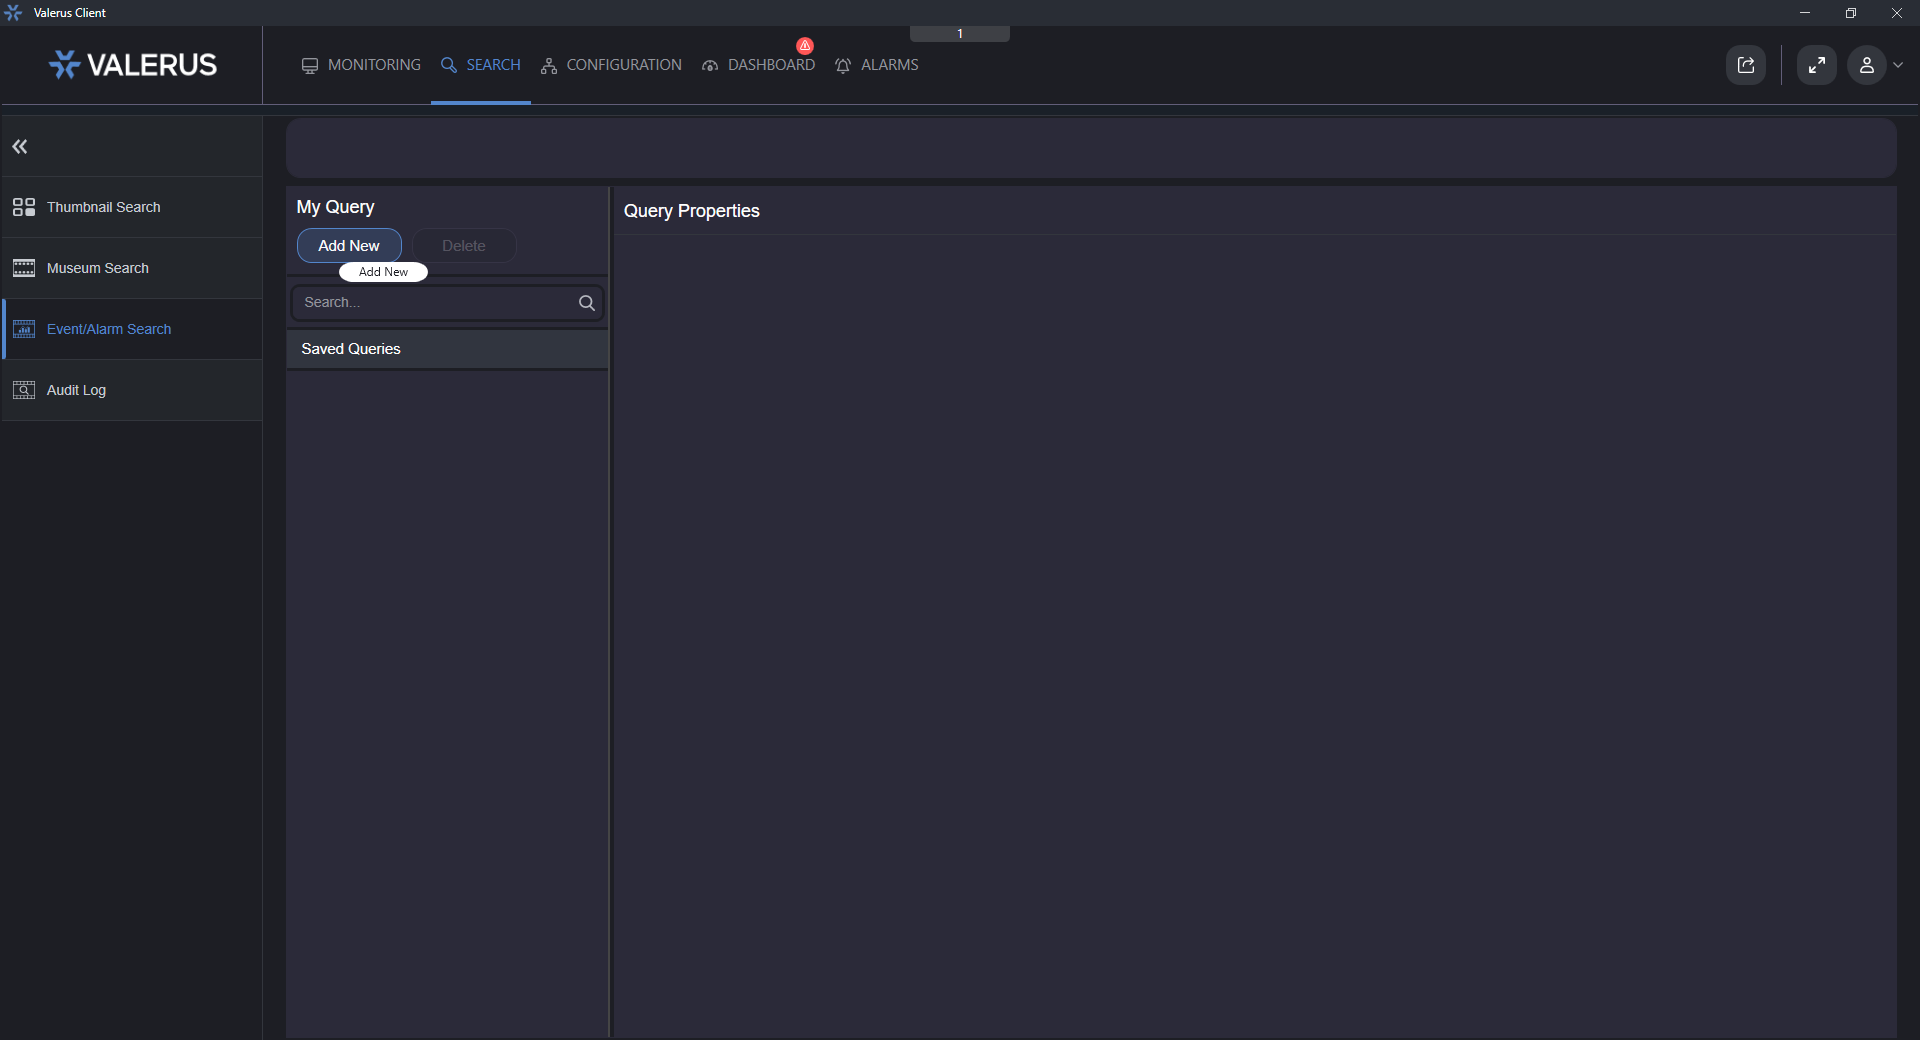 Valerus Client
1
VALERUS
MONITORING
SEARCH
CONFIGURATION
DASHBOARD
ALARMS
Thumbnail Search
Museum Search
Event/Alarm Search
Audit Log
My Query
Add New
Delete
Add New
Search...
Saved Queries
Query Properties